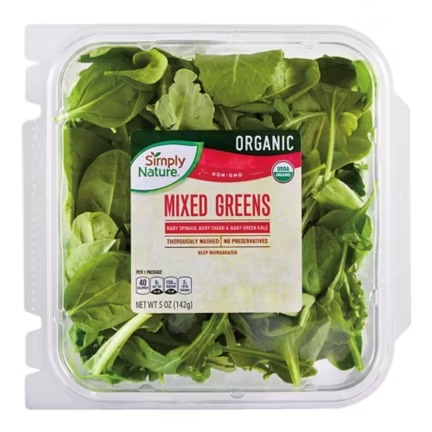 ORGANIC
Simply
Nature®
NON-GMO
USDA
ORGANIC
MIXED GREENS
BABY SPINACH, BABY CHARD & BABY GREEN KALE
THOROUGHLY WASHED NO PRESERVATIVES
KEEP REFRIGERATED
PER 1 PACKAGE
40
CALORIES
NET WT 5 OZ (142g)